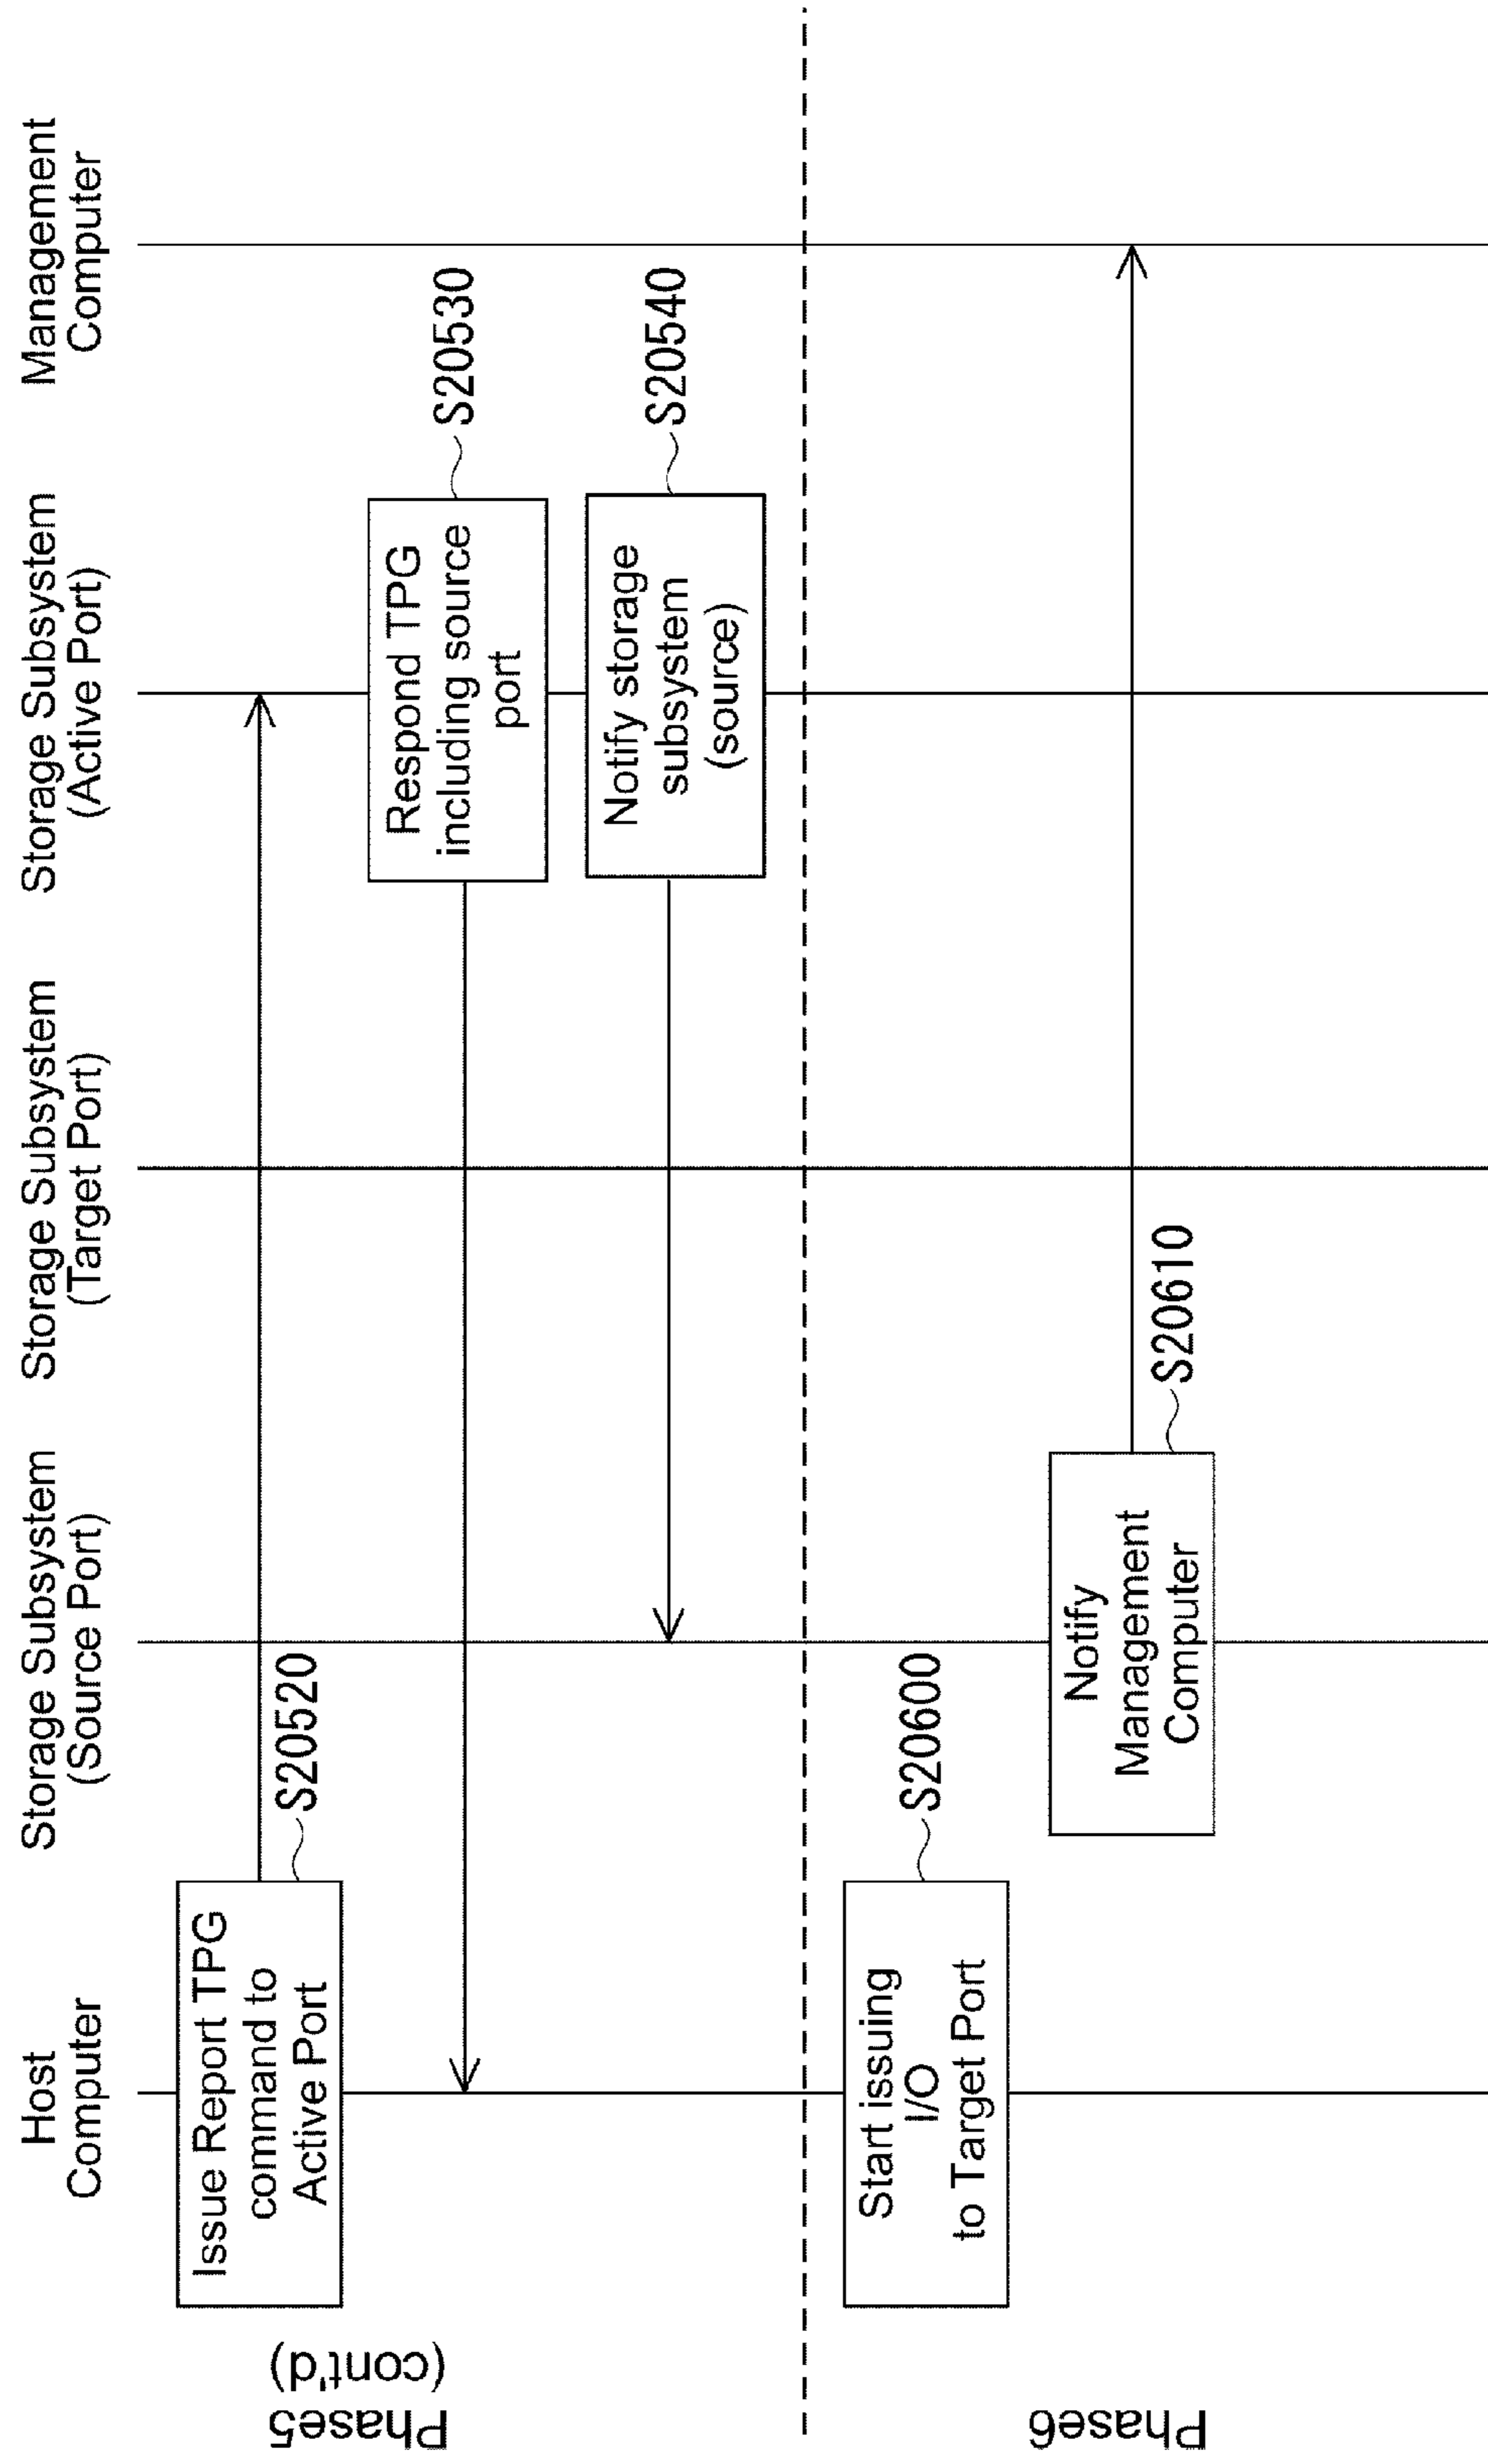 Host
Computer
Storage Subsystem
(Source Port)
Storage Subsystem
(Target Port)
Storage Subsystem
(Active Port)
Management
Computer
Phase5
(cont'd)
Issue Report TPG
command to
Active Port
S20520
Respond TPG
including source
port
S20530
Notify storage
subsystem
(source)
S20540
Phase6
Start issuing
I/O
to Target Port
S20600
Notify
Management
Computer
S20610